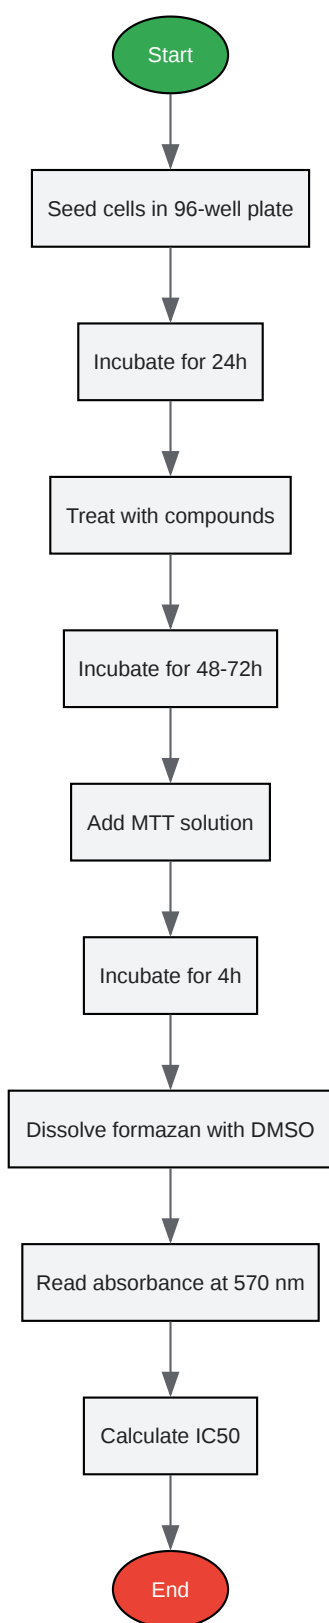 Start
Seed cells in 96-well plate
Incubate for 24h
Treat with compounds
Incubate for 48-72h
Add MTT solution
Incubate for 4h
Dissolve formazan with DMSO
Read absorbance at 570 nm
Calculate IC50
End